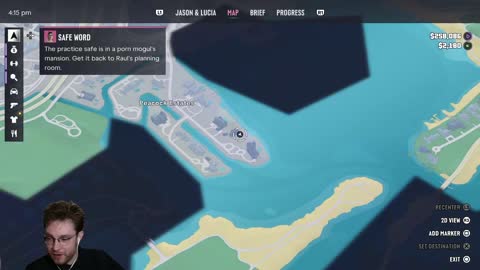 4:15 pm
L1 JASON & LUCIA MAP BRIEF PROGRESS R1
$258,086
$2,180
SAFE WORD
The practice safe is in a porn mogul's
mansion. Get it back to Raul's planning
room.
Peacock Estates
RECENTER
2D VIEW
ADD MARKER
SET DESTINATION
EXIT